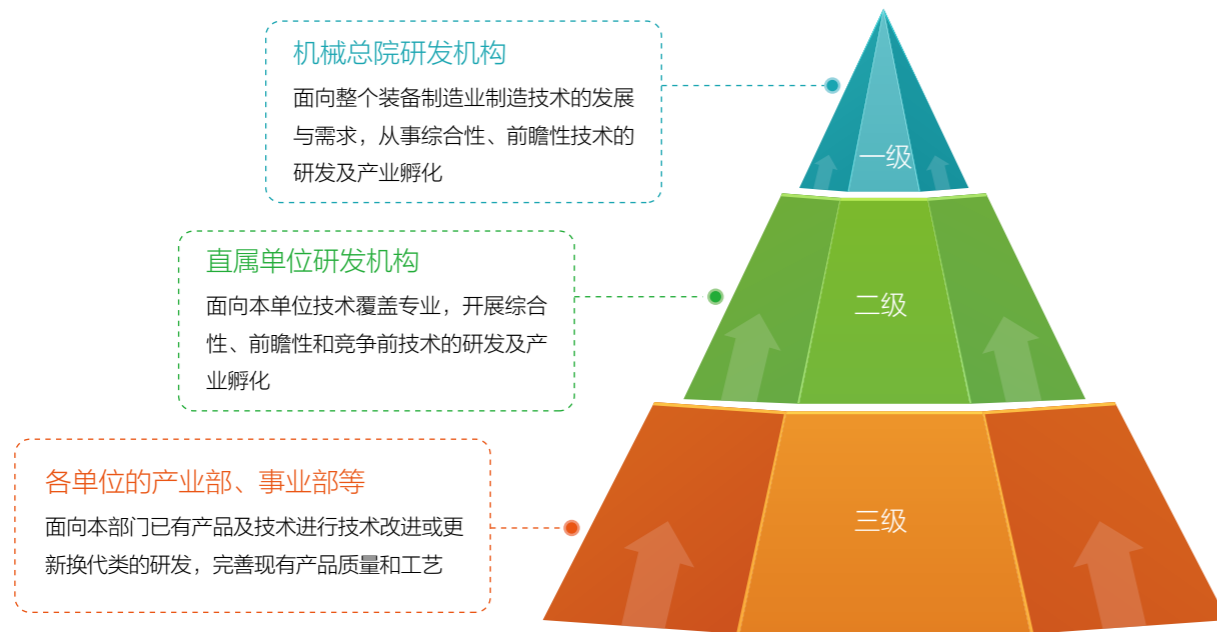 机械总院研发机构
面向整个装备制造业制造技术的发展
与需求，从事综合性、前瞻性技术的
研发及产业孵化
一级
直属单位研发机构
面向本单位技术覆盖专业，开展综合
性、前瞻性和竞争前技术的研发及产
业孵化
二级
各单位的产业部、事业部等
面向本部门已有产品及技术进行技术改进或更
新换代类的研发，完善现有产品质量和工艺
三级